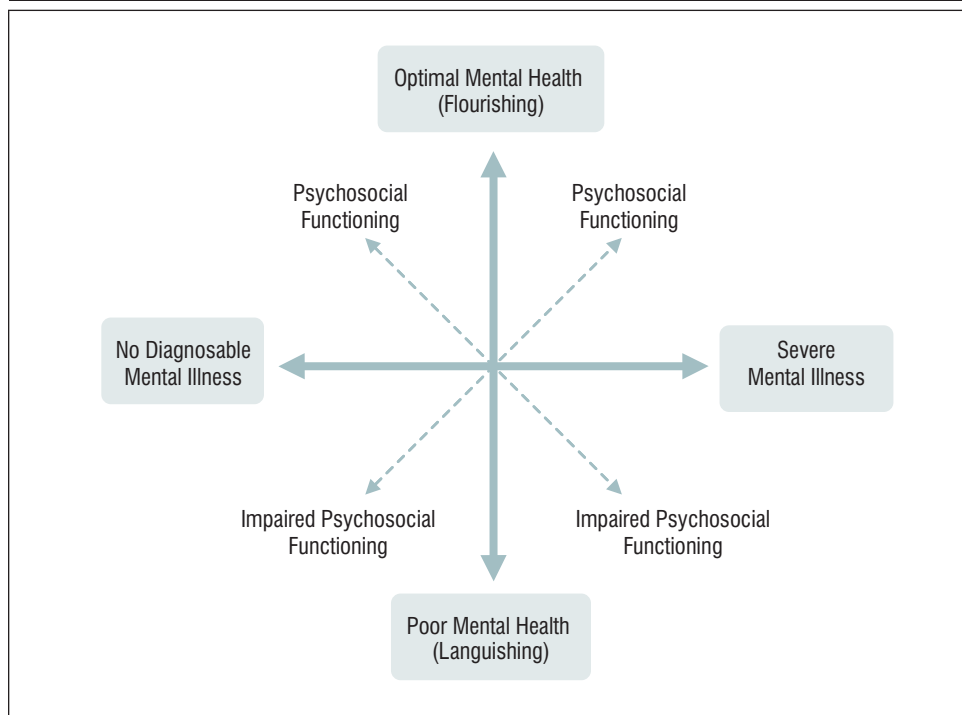 Optimal Mental Health
(Flourishing)
Psychosocial
Functioning
Psychosocial
Functioning
No Diagnosable
Mental Illness
Severe
Mental Illness
Impaired Psychosocial
Functioning
Impaired Psychosocial
Functioning
Poor Mental Health
(Languishing)